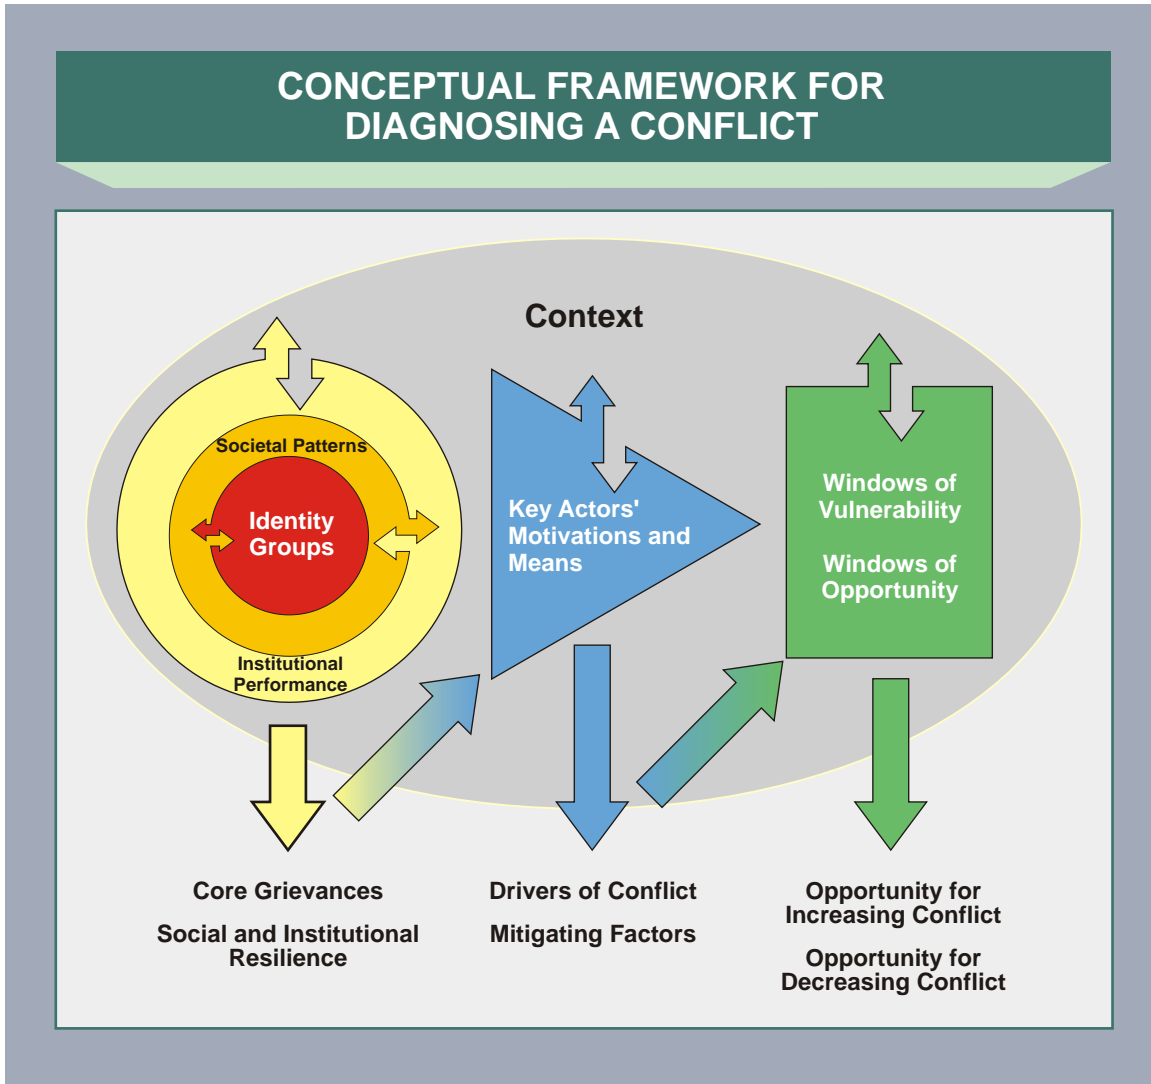 CONCEPTUAL FRAMEWORK FOR
DIAGNOSING A CONFLICT
Context
Societal Patterns
Identity
Groups
Institutional
Performance
Key Actors'
Motivations and
Means
Windows of
Vulnerability
Windows of
Opportunity
Core Grievances
Social and Institutional
Resilience
Drivers of Conflict
Mitigating Factors
Opportunity for
Increasing Conflict
Opportunity for
Decreasing Conflict